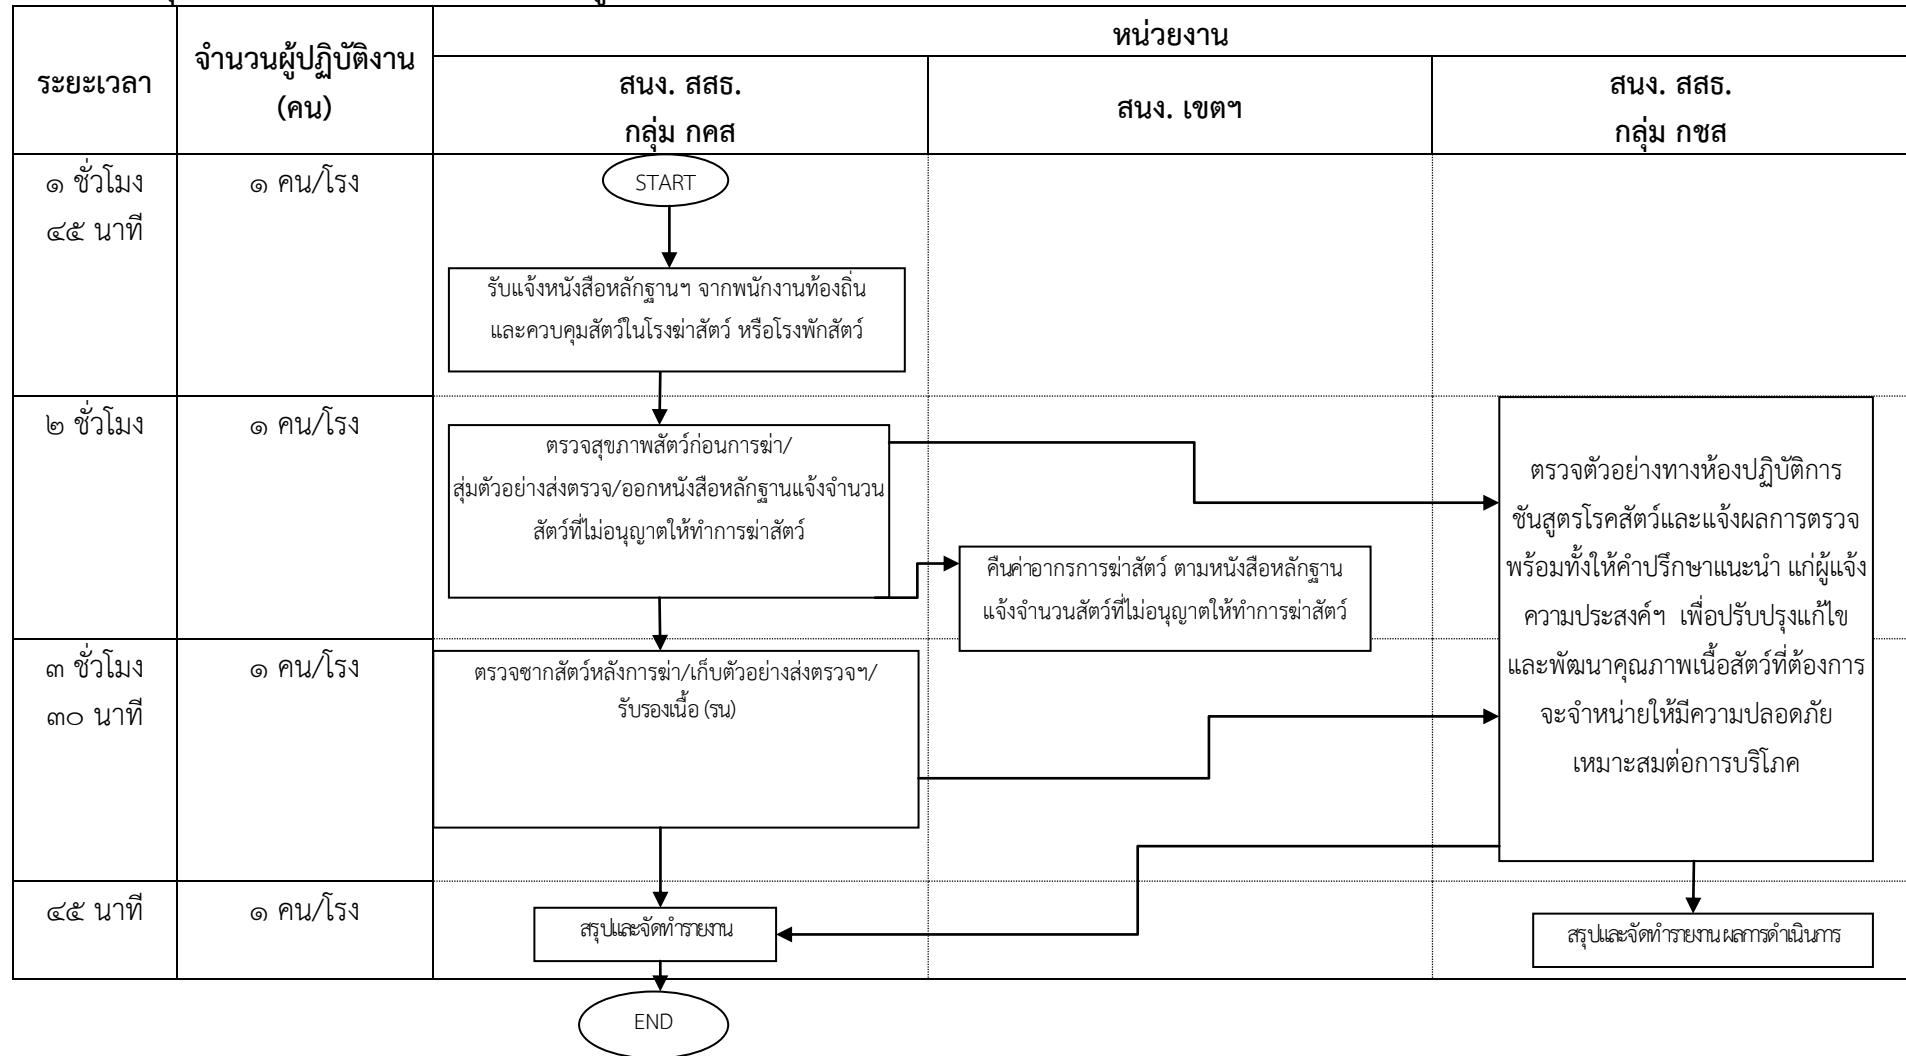 ระยะเวลา
จำนวนผู้ปฏิบัติงาน
(คน)
หน่วยงาน
สนง. สสธ.
กลุ่ม กคส
สนง. เขตฯ
สนง. สสธ.
กลุ่ม กชส
๑ ชั่วโมง
๔๕ นาที
๑ คน/โรง
START
รับแจ้งหนังสือหลักฐานฯ จากพนักงานท้องถิ่น
และควบคุมสัตว์ในโรงฆ่าสัตว์ หรือโรงพักสัตว์
๒ ชั่วโมง
๑ คน/โรง
ตรวจสุขภาพสัตว์ก่อนการฆ่า/
สุ่มตัวอย่างส่งตรวจ/ออกหนังสือหลักฐานแจ้งจำนวน
สัตว์ที่ไม่อนุญาตให้ทำการฆ่าสัตว์
คืนค่าอากรการฆ่าสัตว์ ตามหนังสือหลักฐาน
แจ้งจำนวนสัตว์ที่ไม่อนุญาตให้ทำการฆ่าสัตว์
ตรวจตัวอย่างทางห้องปฏิบัติการ
ชันสูตรโรคสัตว์และแจ้งผลการตรวจ
พร้อมทั้งให้คำปรึกษาแนะนำ แก่ผู้แจ้ง
ความประสงค์ฯ เพื่อปรับปรุงแก้ไข
และพัฒนาคุณภาพเนื้อสัตว์ที่ต้องการ
จะจำหน่ายให้มีความปลอดภัย
เหมาะสมต่อการบริโภค
๓ ชั่วโมง
๓๐ นาที
๑ คน/โรง
ตรวจซากสัตว์หลังการฆ่า/เก็บตัวอย่างส่งตรวจฯ/
รับรองเนื้อ (รน)
๔๕ นาที
๑ คน/โรง
สรุปและจัดทำรายงาน
สรุปและจัดทำรายงาน ผลการดำเนินการ
END